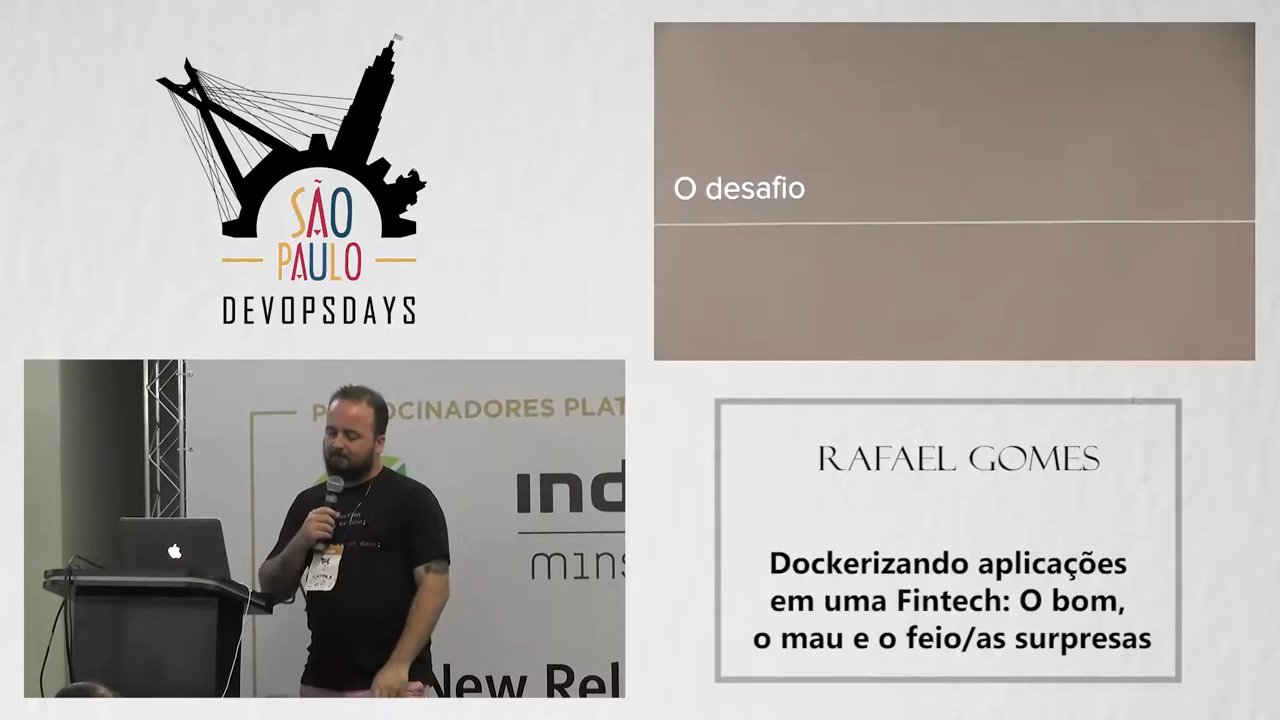 SÃO
PAULO
DEVOPSDAYS
O desafio
PATROCINADORES PLAT
ind
m1ns
New Rel
RAFAEL GOMES
Dockerizando aplicações
em uma Fintech: O bom,
o mau e o feio/as surpresas